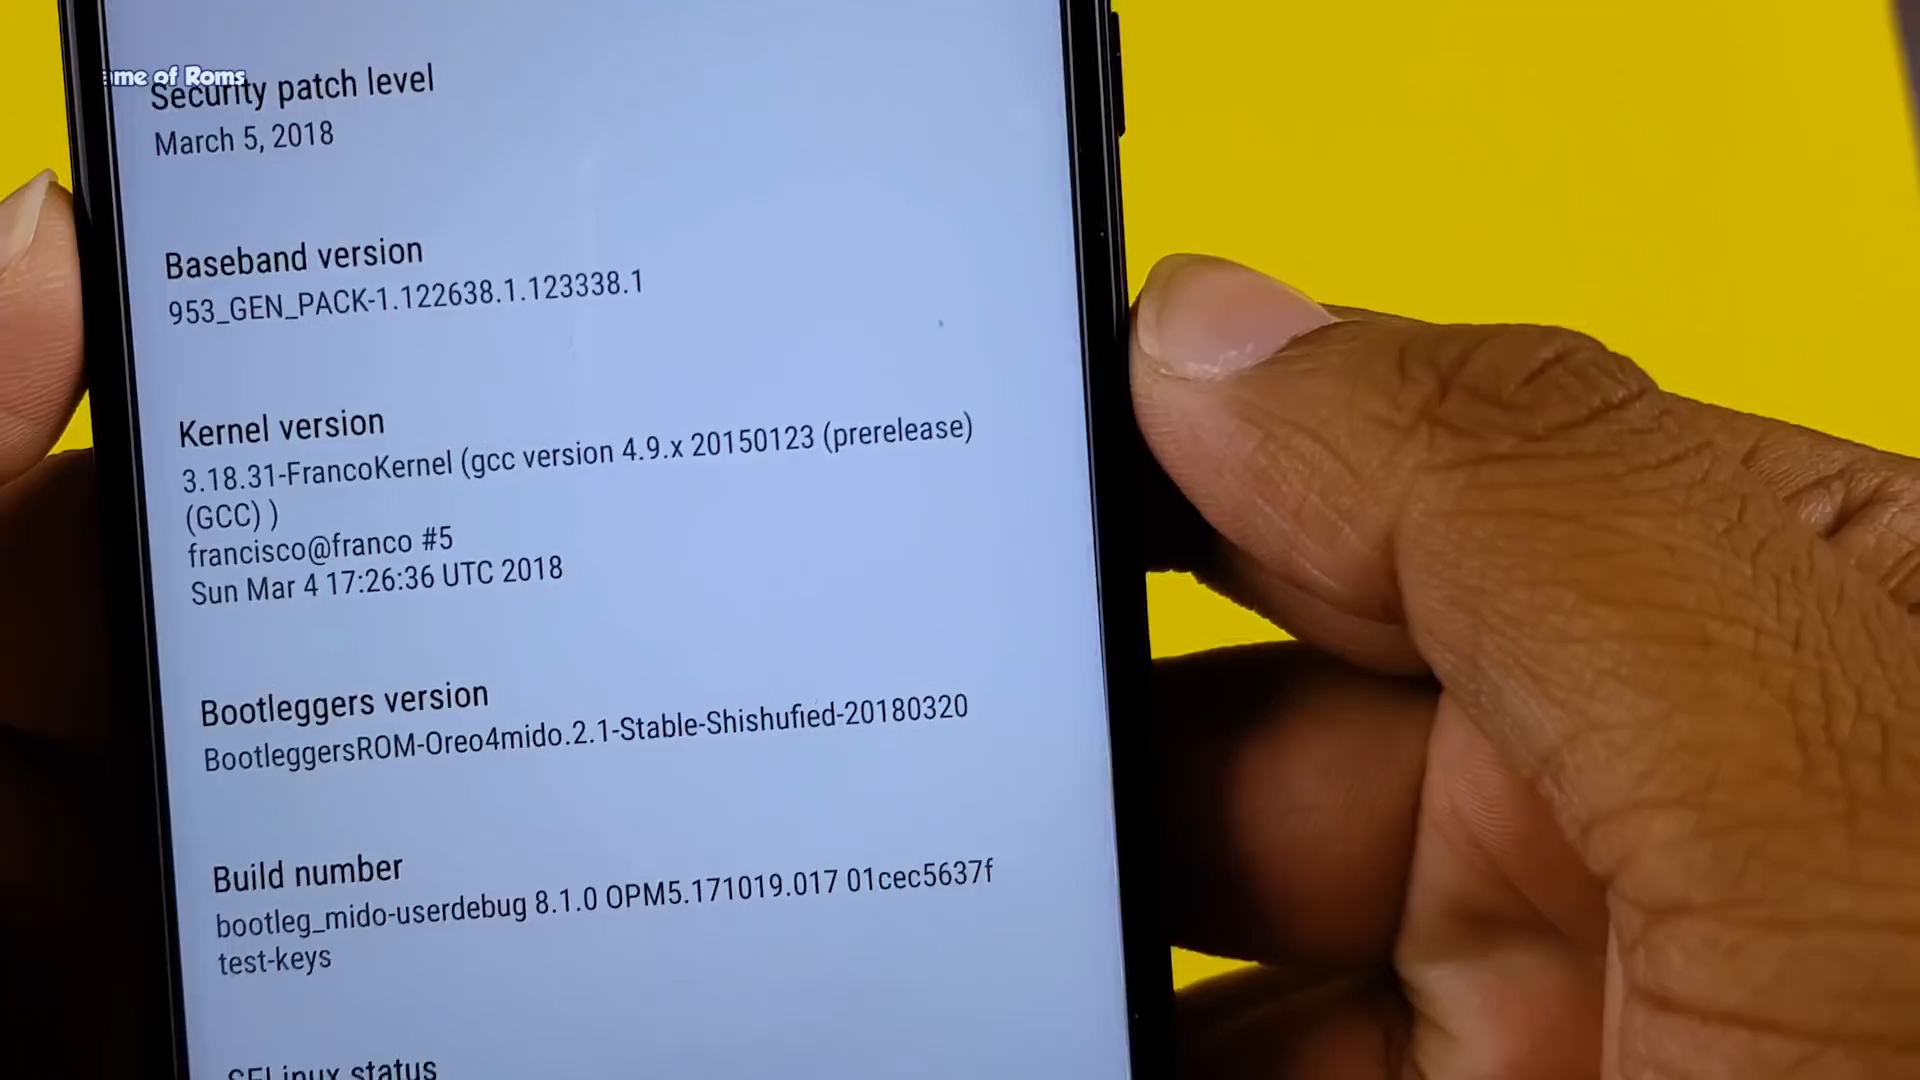 ame of Roms
Security patch level
March 5, 2018
Baseband version
953_GEN_PACK-1.122638.1.123338.1
Kernel version
3.18.31-FrancoKernel (gcc version 4.9.x 20150123 (prerelease)
(GCC) )
francisco@franco #5
Sun Mar 4 17:26:36 UTC 2018
Bootleggers version
BootleggersROM-Oreo4mido.2.1-Stable-Shishufied-20180320
Build number
bootleg_mido-userdebug 8.1.0 OPM5.171019.017 01cec5637f
test-keys
SELinux status